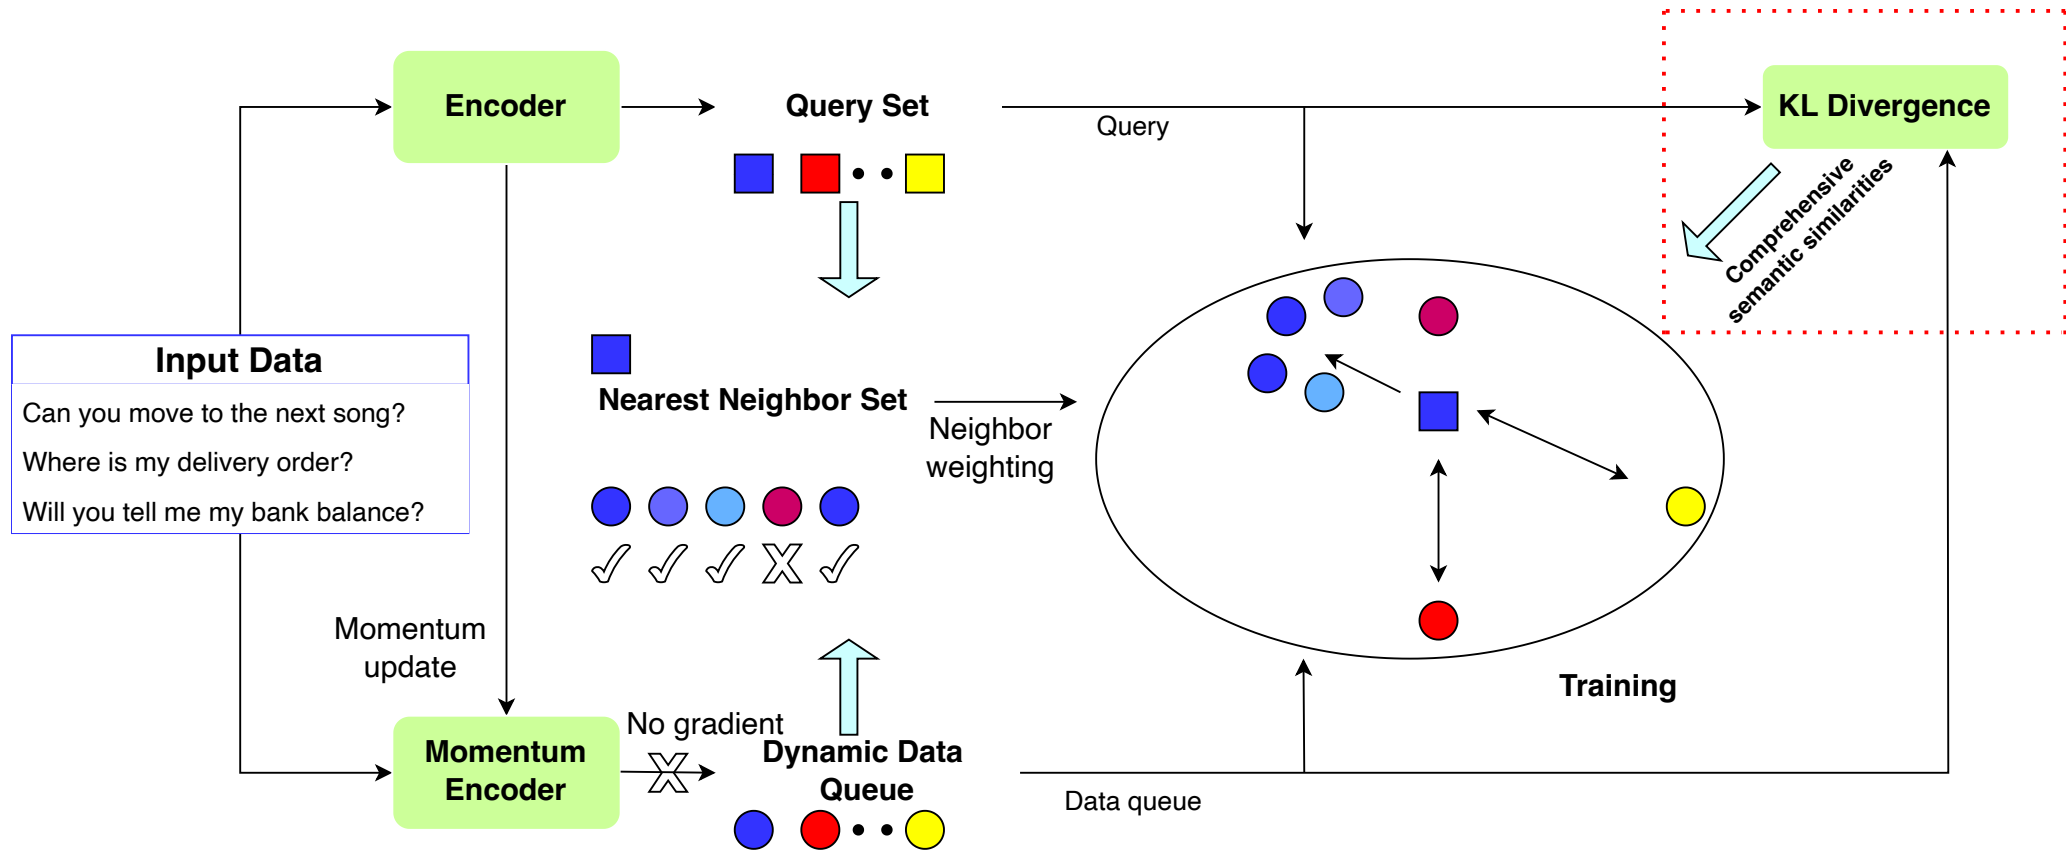 Encoder
Query Set
Query
KL Divergence
Comprehensive
semantic similarities
Input Data
Can you move to the next song?
Where is my delivery order?
Will you tell me my bank balance?
Nearest Neighbor Set
Neighbor
weighting
Momentum
update
Training
Momentum
Encoder
No gradient
Dynamic Data
Queue
Data queue